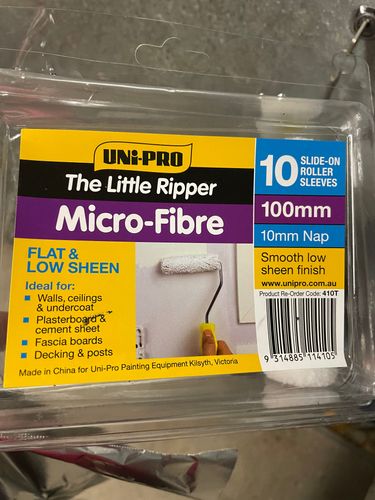 UNi-PRO
The Little Ripper
Micro-Fibre
10 SLIDE-ON
ROLLER
SLEEVES
100mm
10mm Nap
Smooth low
sheen finish
www.unipro.com.au
Product Re-Order Code: 410T
FLAT &
LOW SHEEN
Ideal for:
Walls, ceilings
& undercoat
Plasterboard &
cement sheet
Fascia boards
Decking & posts
Made in China for Uni-Pro Painting Equipment Kilsyth, Victoria
9 314885 114105